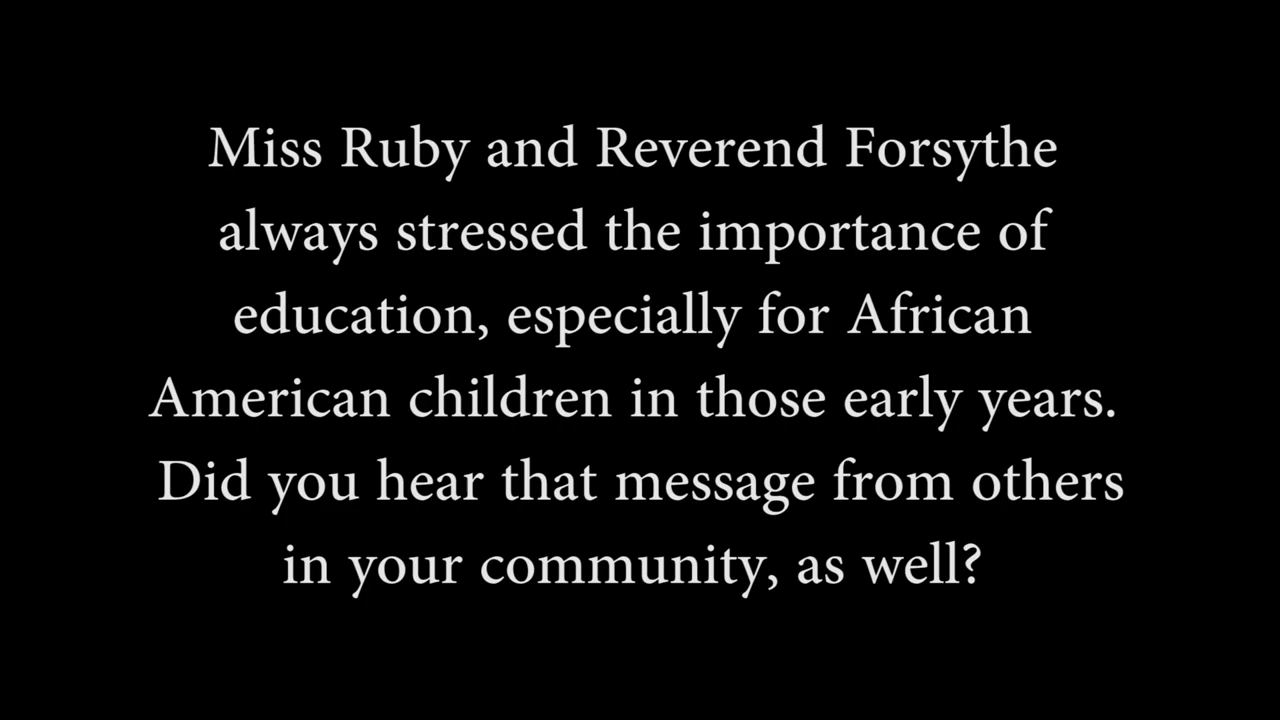 Miss Ruby and Reverend Forsythe
always stressed the importance of
education, especially for African
American children in those early years.
Did you hear that message from others
in your community, as well?